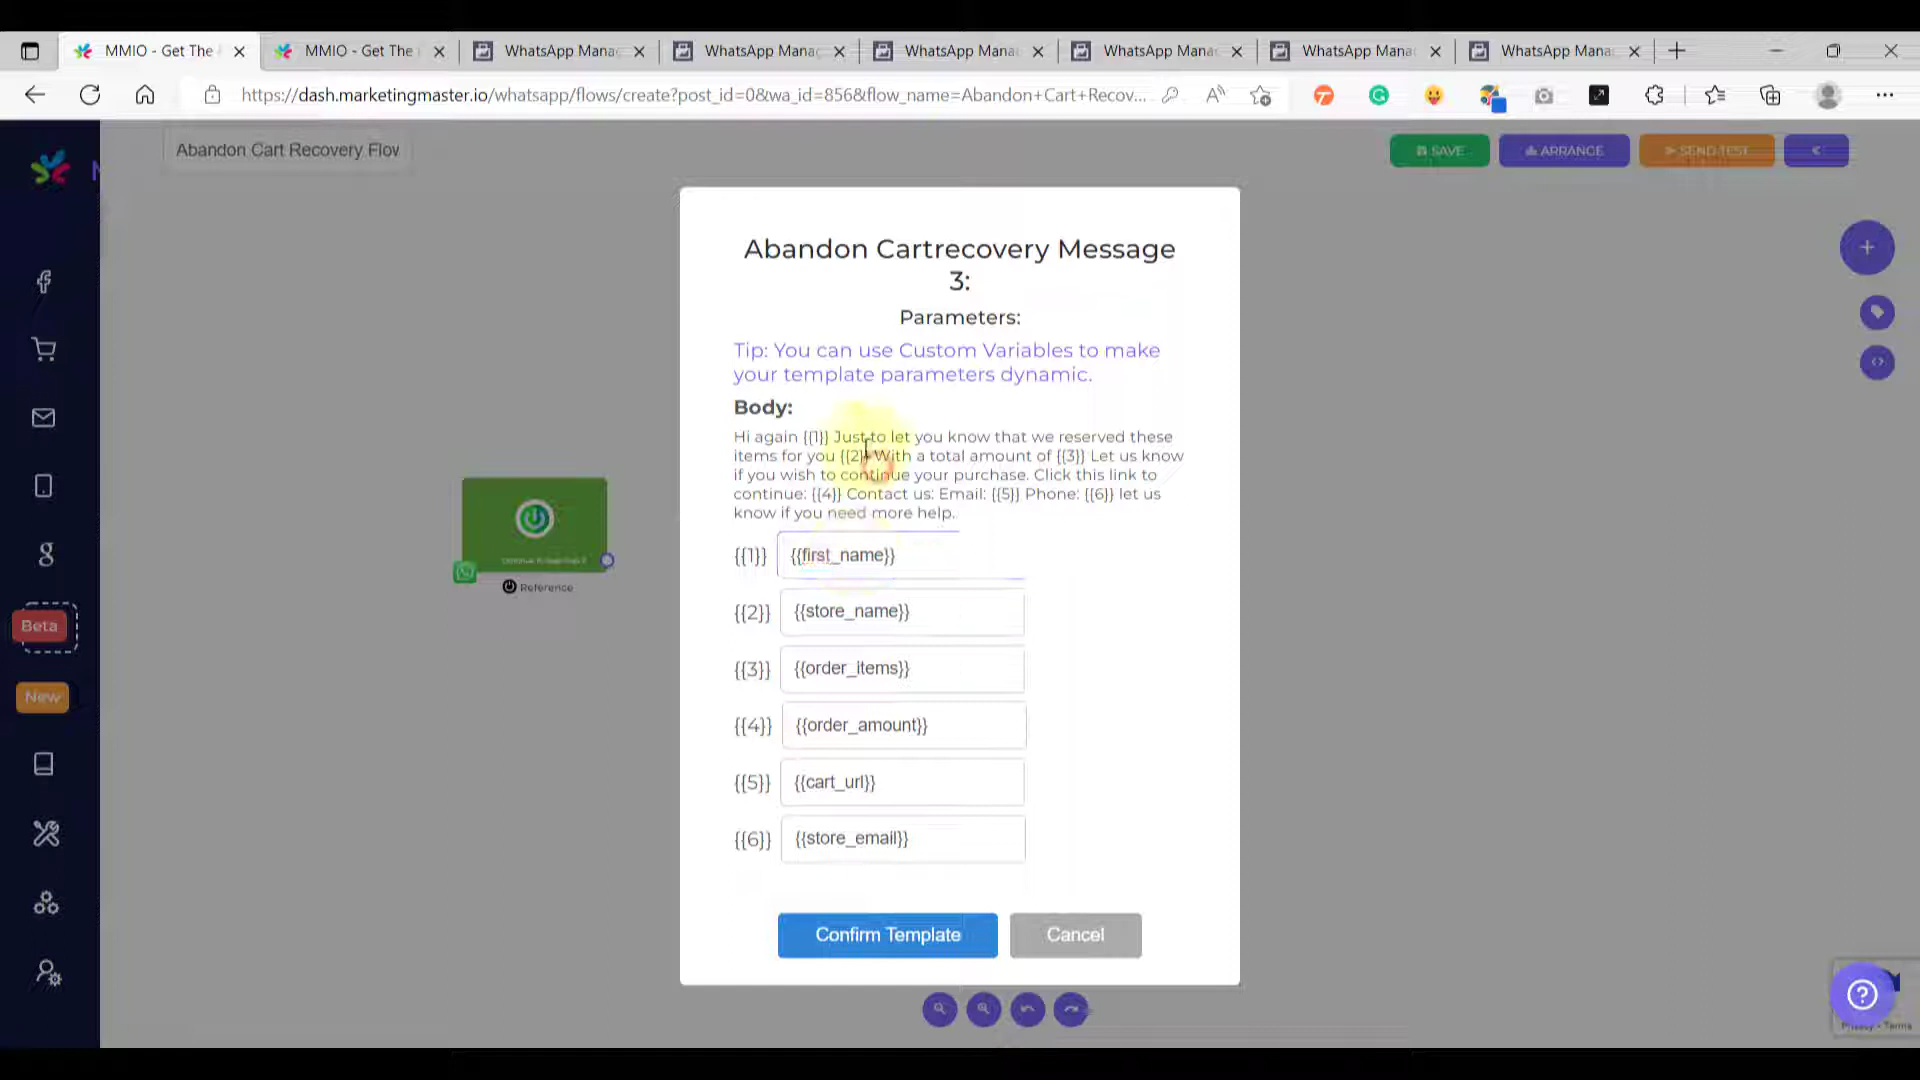 MMIO - Get The
MMIO - Get The
WhatsApp Mana
WhatsApp Mana
WhatsApp Mana
WhatsApp Mana
WhatsApp Mana
WhatsApp Mana
https://dash.marketingmaster.io/whatsapp/flows/create?post_id=0&wa_id=856&flow_name=Abandon+Cart+Recov...
Abandon Cart Recovery Flov
SAVE
ARRANGE
SEND TEST
Abandon Cartrecovery Message
3:
Parameters:
Tip: You can use Custom Variables to make
your template parameters dynamic.
Body:
Hi again {{1}} Just to let you know that we reserved these
items for you {{2}} With a total amount of {{3}} Let us know
if you wish to continue your purchase. Click this link to
continue: {{4}} Contact us: Email: {{5}} Phone: {{6}} let us
know if you need more help.
{{1}} {{first_name}}
{{2}} {{store_name}}
{{3}} {{order_items}}
{{4}} {{order_amount}}
{{5}} {{cart_url}}
{{6}} {{store_email}}
Confirm Template
Cancel
Reference
Beta
New
Privacy - Terms